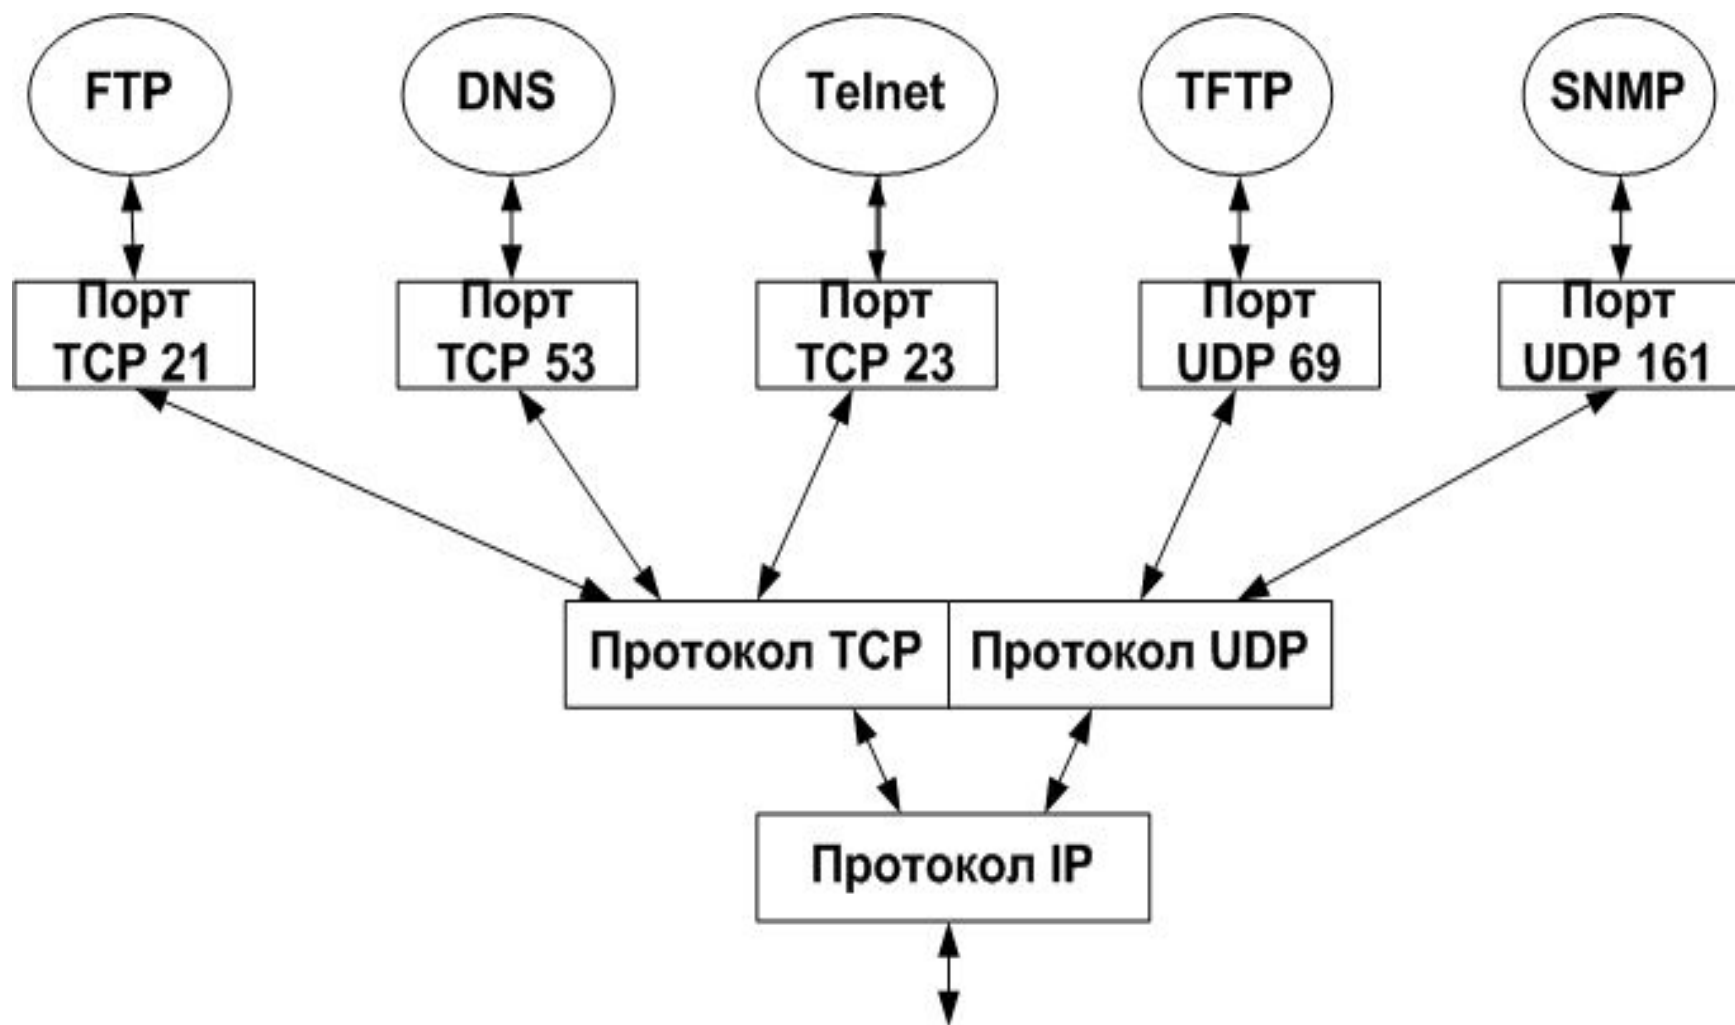 FTP
DNS
Telnet
TFTP
SNMP
Порт
TCP 21
Порт
TCP 53
Порт
TCP 23
Порт
UDP 69
Порт
UDP 161
Протокол TCP
Протокол UDP
Протокол IP